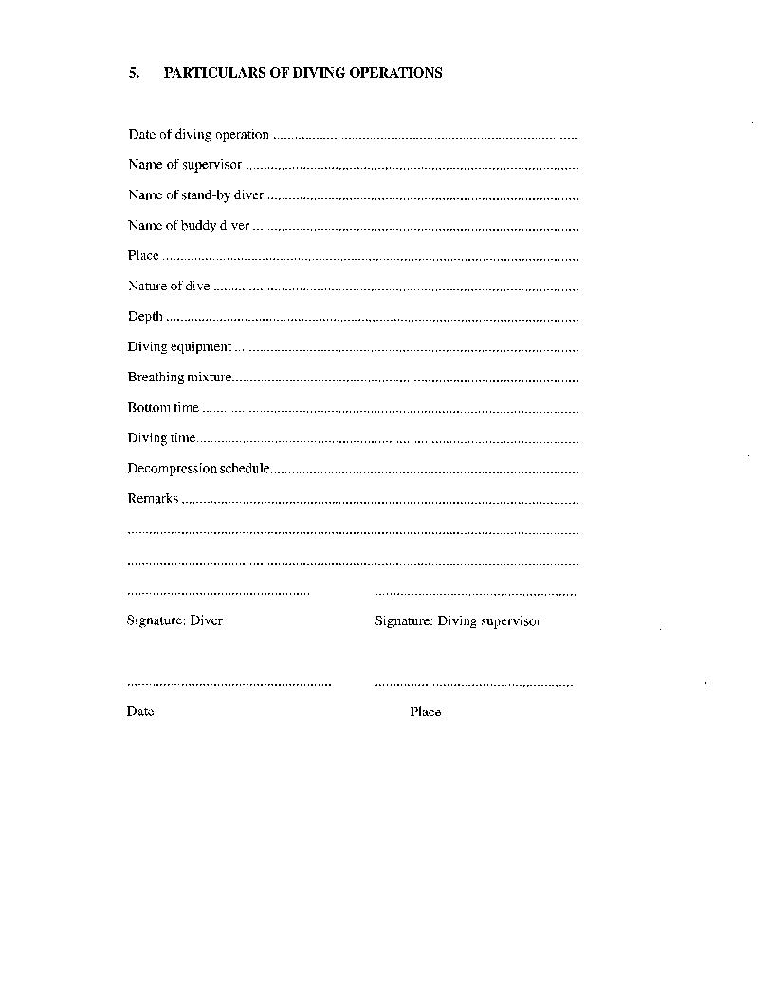 5. PARTICULARS OF DIVING OPERATIONS
Date of diving operation ....................................................................................
Name of supervisor ............................................................................................
Name of stand-by diver ......................................................................................
Name of buddy diver ..........................................................................................
Place ...................................................................................................................
Nature of dive .....................................................................................................
Depth ..................................................................................................................
Diving equipment ...............................................................................................
Breathing mixture................................................................................................
Bottom time ........................................................................................................
Diving time..........................................................................................................
Decompression schedule.....................................................................................
Remarks ..............................................................................................................
.............................................................................................................................
.............................................................................................................................
................................................... ........................................................
Signature: Diver Signature: Diving supervisor
......................................................... .......................................................
Date Place